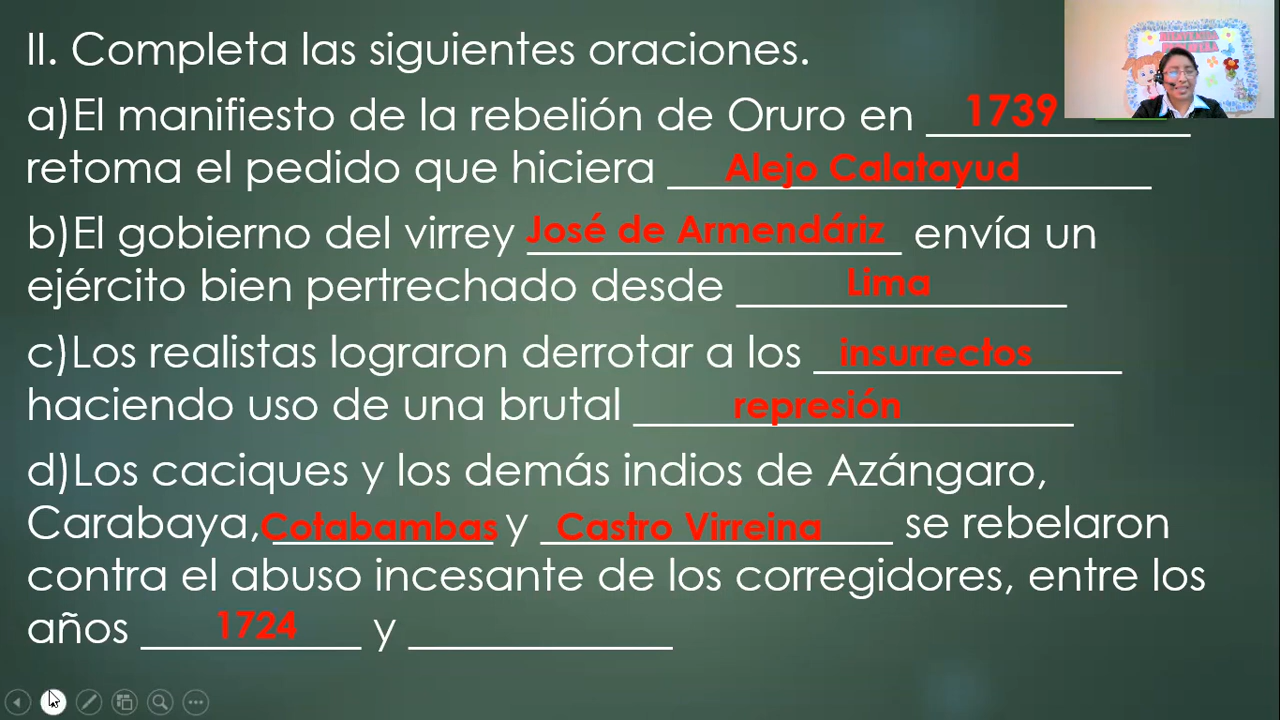 II. Completa las siguientes oraciones.
a)El manifiesto de la rebelión de Oruro en 1739
retoma el pedido que hiciera Alejo Calatayud
b)El gobierno del virrey José de Armendáriz envía un
ejército bien pertrechado desde Lima
c)Los realistas lograron derrotar a los insurrectos
haciendo uso de una brutal represión
d)Los caciques y los demás indios de Azángaro,
Carabaya, Cotabambas y Castro Virreina se rebelaron
contra el abuso incesante de los corregidores, entre los
años 1724 y ____________